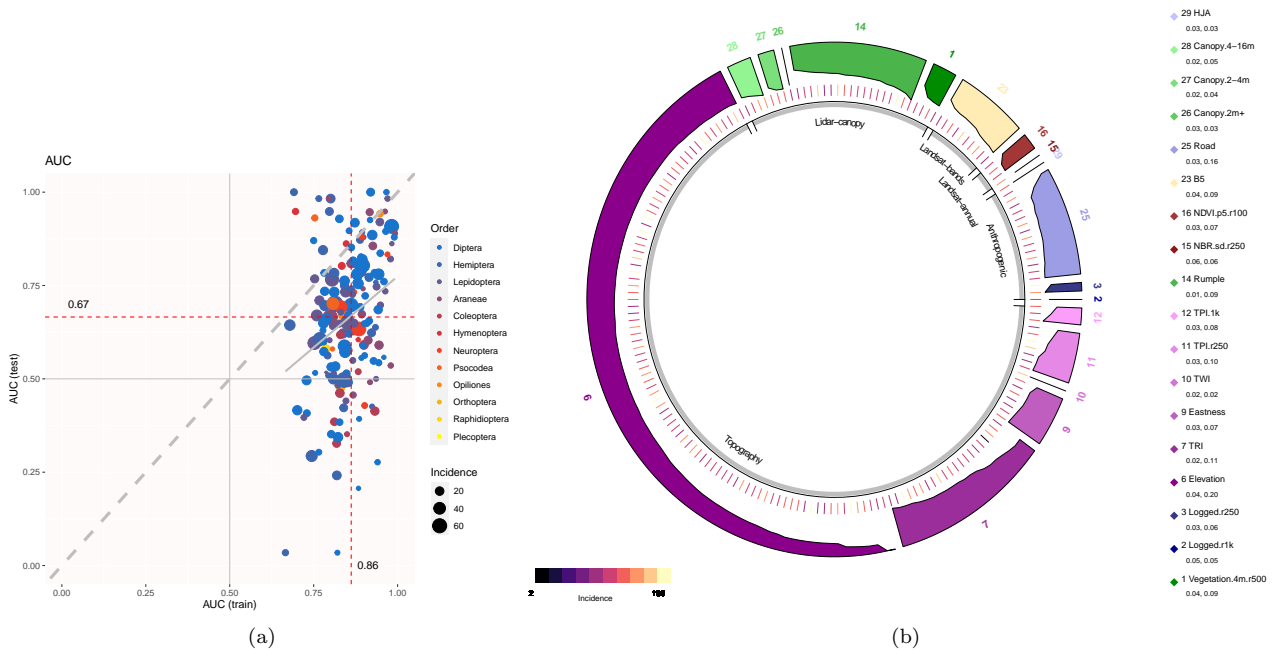 AUC
1.00
0.75
0.50
0.25
0.00
AUC (test)
0.67
0.86
0.00
0.25
0.50
0.75
1.00
AUC (train)
Order
Diptera
Hemiptera
Lepidoptera
Araneae
Coleoptera
Hymenoptera
Neuroptera
Psocodea
Opiliones
Orthoptera
Raphidioptera
Plecoptera
Incidence
20
40
60
(a)
28
27
26
14
1
23
16
15
29
25
3
2
12
11
10
9
7
6
Lidar−canopy
Landsat−bands
Landsat−annual
Anthropogenic
Topography
Incidence
(b)
29 HJA
0.03, 0.03
28 Canopy.4−16m
0.02, 0.05
27 Canopy.2−4m
0.02, 0.04
26 Canopy.2m+
0.03, 0.03
25 Road
0.03, 0.16
23 B5
0.04, 0.09
16 NDVI.p5.r100
0.03, 0.07
15 NBR.sd.r250
0.06, 0.06
14 Rumple
0.01, 0.09
12 TPI.1k
0.03, 0.08
11 TPI.r250
0.03, 0.10
10 TWI
0.02, 0.02
9 Eastness
0.03, 0.07
7 TRI
0.02, 0.11
6 Elevation
0.04, 0.20
3 Logged.r250
0.03, 0.06
2 Logged.r1k
0.05, 0.05
1 Vegetation.4m.r500
0.04, 0.09